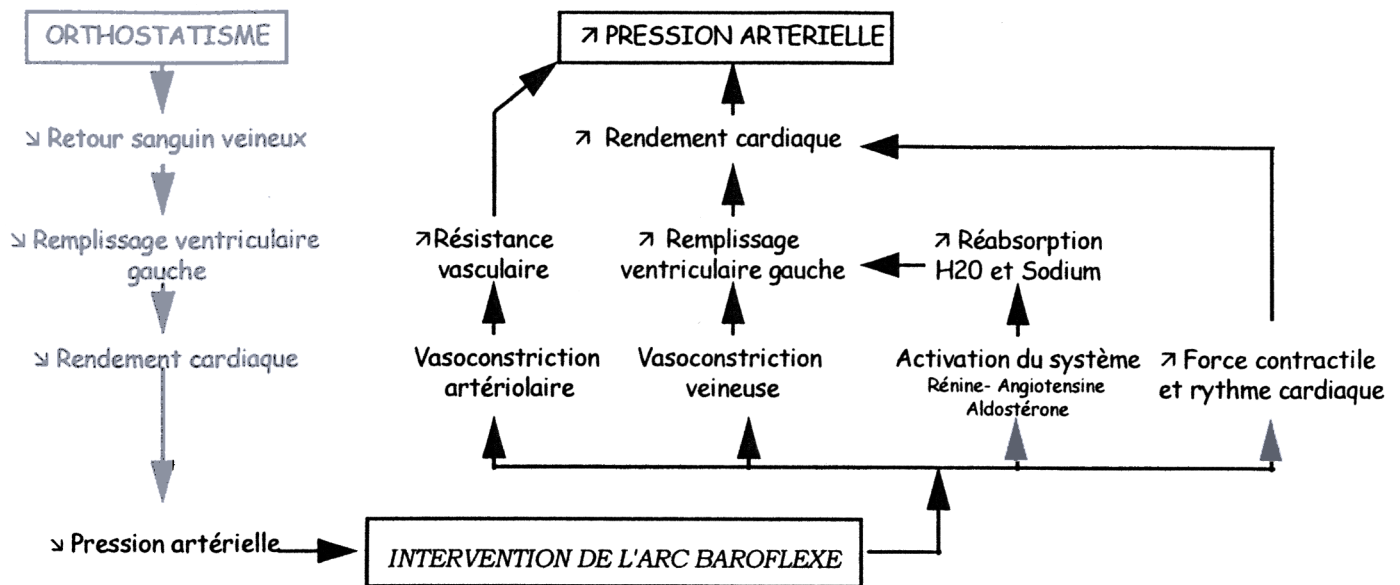 ORTHOSTATISME
↘ Retour sanguin veineux
↘ Remplissage ventriculaire
gauche
↘ Rendement cardiaque
↘ Pression artérielle
INTERVENTION DE L'ARC BAROFLEXE
↗ PRESSION ARTERIELLE
↗ Rendement cardiaque
↗Résistance
vasculaire
↗ Remplissage
ventriculaire gauche
↗ Réabsorption
H20 et Sodium
Vasoconstriction
artériolaire
Vasoconstriction
veineuse
Activation du système
Rénine- Angiotensine
Aldostérone
↗ Force contractile
et rythme cardiaque